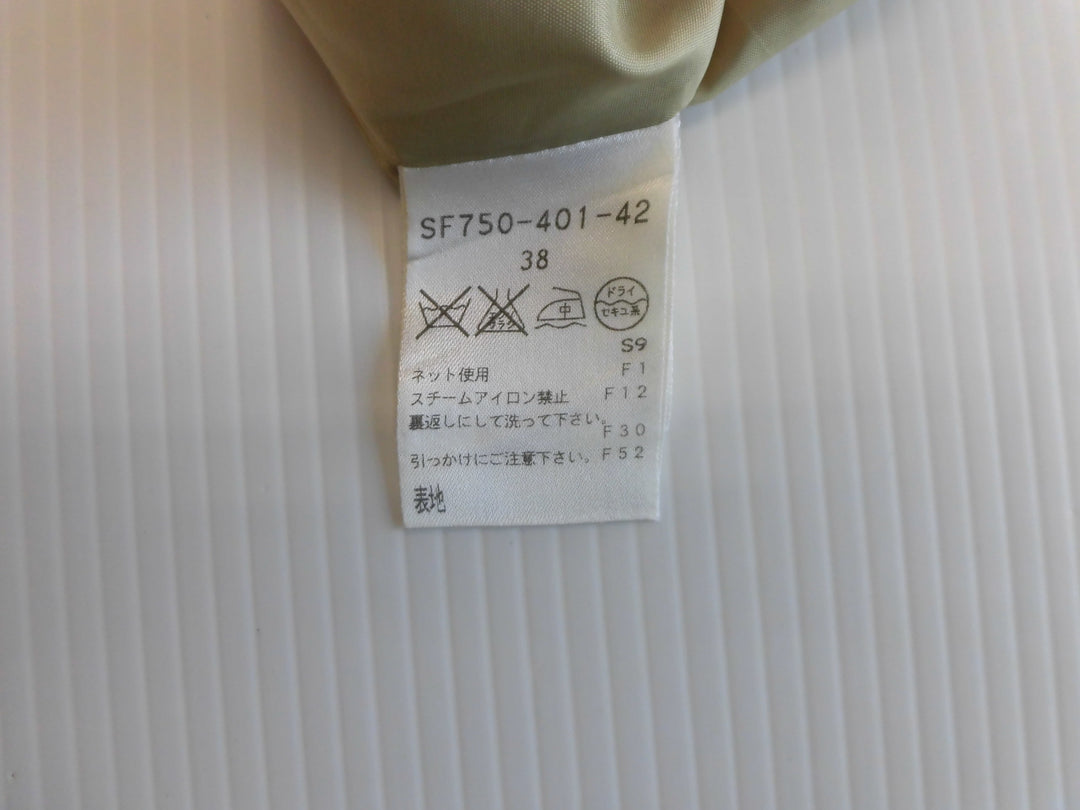 SF750-401-42
38
中 ドライ
セキユ系
S9
ネット使用 F1
スチームアイロン禁止 F12
裏返しにして洗って下さい。
F30
引っかけにご注意下さい。F52
表地